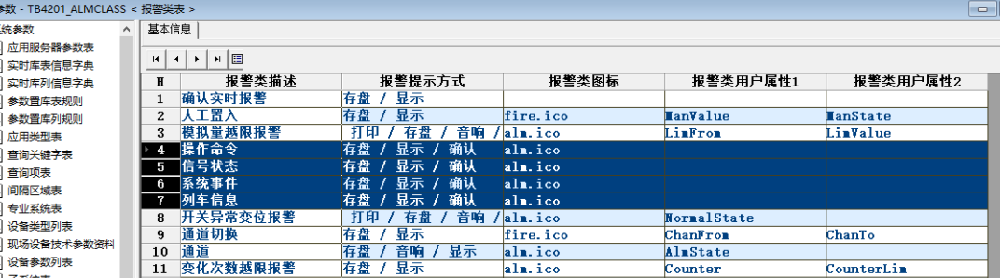 参数 - TB4201_ALMCLASS < 报警类表 >
系统参数
应用服务器参数表
实时库表信息字典
实时库列信息字典
参数置库表规则
参数置库列规则
应用类型表
查询关键字表
查询项表
间隔区域表
专业系统表
设备类型列表
现场设备技术参数资料
设备参数列表
子系统表
基本信息
H 报警类描述 报警提示方式 报警类图标 报警类用户属性1 报警类用户属性2
1 确认实时报警 存盘 / 显示
2 人工置入 存盘 / 显示 fire.ico ManValue ManState
3 模拟量越限报警 打印 / 存盘 / 音响 / alm.ico LimFrom LimValue
4 操作命令 存盘 / 显示 / 确认 alm.ico
5 信号状态 存盘 / 显示 / 确认 alm.ico
6 系统事件 存盘 / 显示 / 确认 alm.ico
7 列车信息 存盘 / 显示 / 确认 alm.ico
8 开关异常变位报警 打印 / 存盘 / 音响 / alm.ico NormalState
9 通道切换 存盘 / 显示 fire.ico ChanFrom ChanTo
10 通道 存盘 / 音响 / 显示 alm.ico AlmState
11 变化次数越限报警 存盘 / 显示 alm.ico Counter CounterLim